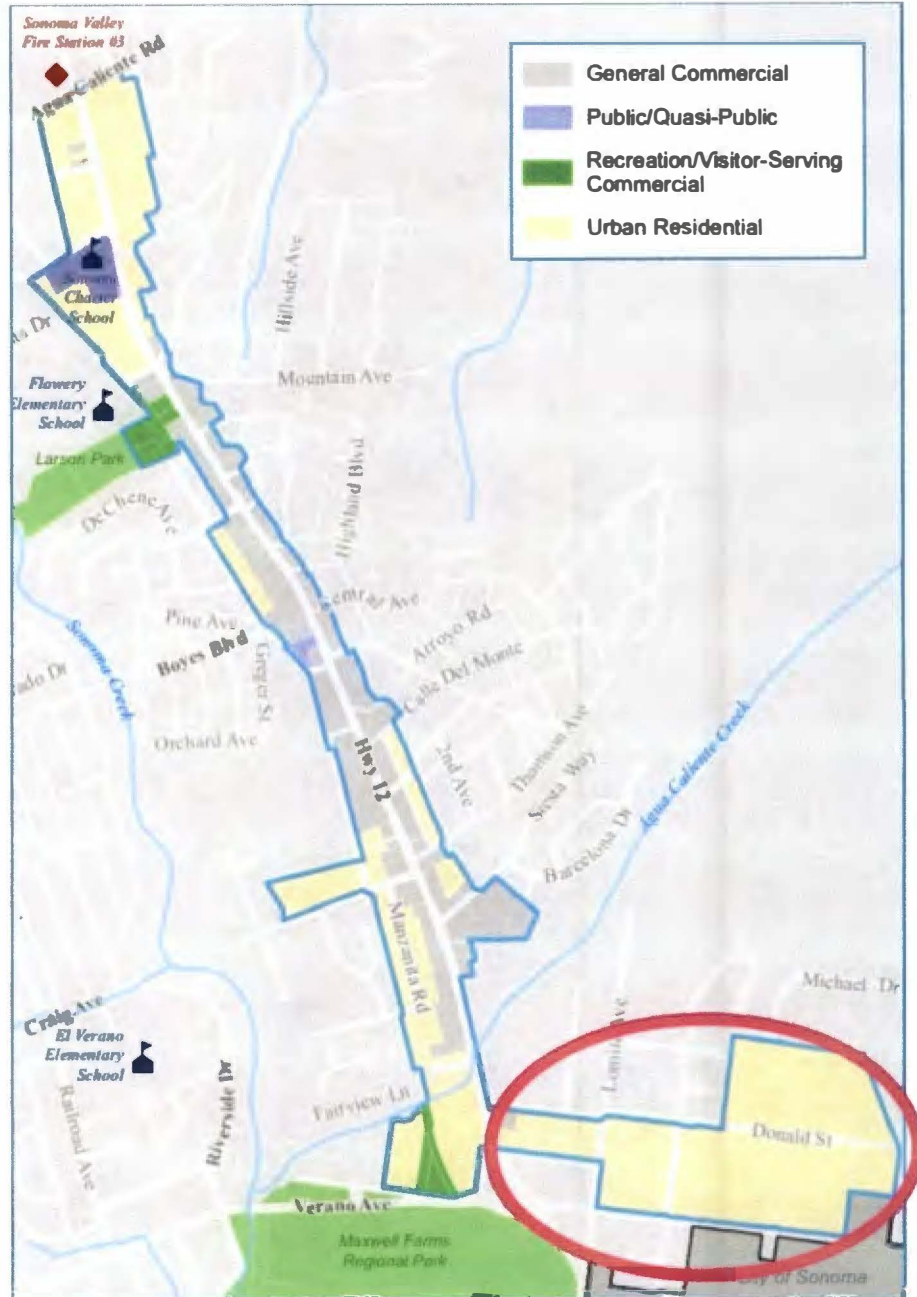 Sonoma Valley
Fire Station #3
Agua Caliente Rd
General Commercial
Public/Quasi-Public
Recreation/Visitor-Serving
Commercial
Urban Residential
Sonoma
Charter
School
Dr
Hillside Ave
Mountain Ave
Flowery
Elementary
School
Larson Park
Highland Blvd
DeChene Ave
Pine Ave
Boyes Blvd
Greger St
Arroyo Rd
Calle Del Monte
Sonoma Creek
Dr
Orchard Ave
Hwy 12
2nd Ave
Thomson Ave
Siesta Way
Barcelona Dr
Agua Caliente Creek
Manzanita Rd
Michael Dr
Craig Ave
El Verano
Elementary
School
Railroad Ave
Riverside Dr
Fairview Ln
Donald St
Verano Ave
Maxwell Farms
Regional Park
City of Sonoma